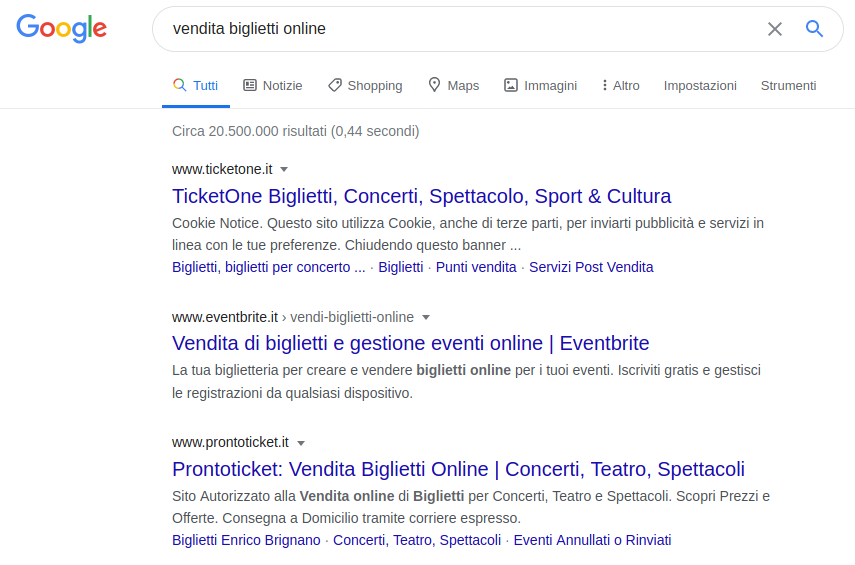 Google
vendita biglietti online
Tutti Notizie Shopping Maps Immagini Altro Impostazioni Strumenti
Circa 20.500.000 risultati (0,44 secondi)
www.ticketone.it
TicketOne Biglietti, Concerti, Spettacolo, Sport & Cultura
Cookie Notice. Questo sito utilizza Cookie, anche di terze parti, per inviarti pubblicità e servizi in
linea con le tue preferenze. Chiudendo questo banner ...
Biglietti, biglietti per concerto ... · Biglietti · Punti vendita · Servizi Post Vendita
www.eventbrite.it › vendi-biglietti-online
Vendita di biglietti e gestione eventi online | Eventbrite
La tua biglietteria per creare e vendere biglietti online per i tuoi eventi. Iscriviti gratis e gestisci
le registrazioni da qualsiasi dispositivo.
www.prontoticket.it
Prontoticket: Vendita Biglietti Online | Concerti, Teatro, Spettacoli
Sito Autorizzato alla Vendita online di Biglietti per Concerti, Teatro e Spettacoli. Scopri Prezzi e
Offerte. Consegna a Domicilio tramite corriere espresso.
Biglietti Enrico Brignano · Concerti, Teatro, Spettacoli · Eventi Annullati o Rinviati